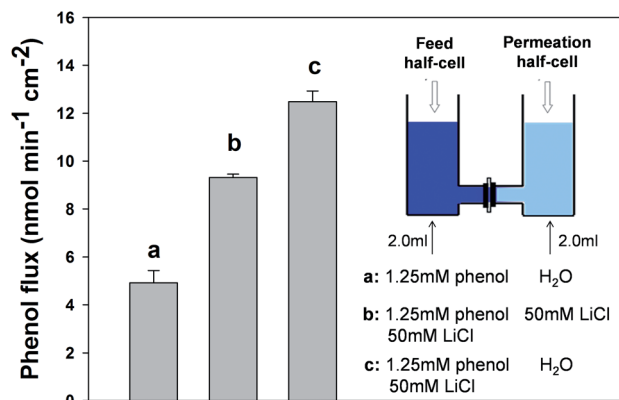 16
14
12
10
8
6
4
2
0
Phenol flux (nmol min⁻¹ cm⁻²)
a
b
c
Feed
half-cell
Permeation
half-cell
2.0ml
2.0ml
a: 1.25mM phenol H₂O
b: 1.25mM phenol 50mM LiCl
50mM LiCl
c: 1.25mM phenol H₂O
50mM LiCl